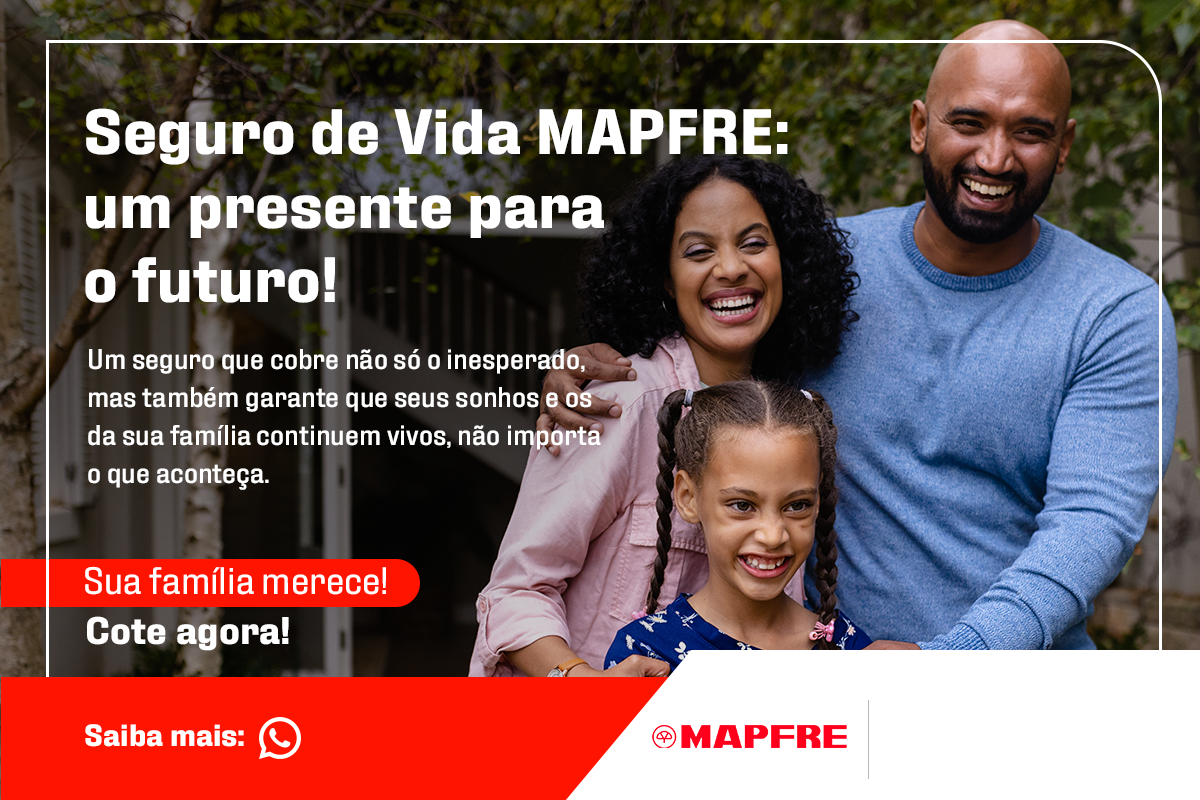 Seguro de Vida MAPFRE:
um presente para
o futuro!
Um seguro que cobre não só o inesperado,
mas também garante que seus sonhos e os
da sua família continuem vivos, não importa
o que aconteça.
Sua família merece!
Cote agora!
Saiba mais:
MAPFRE